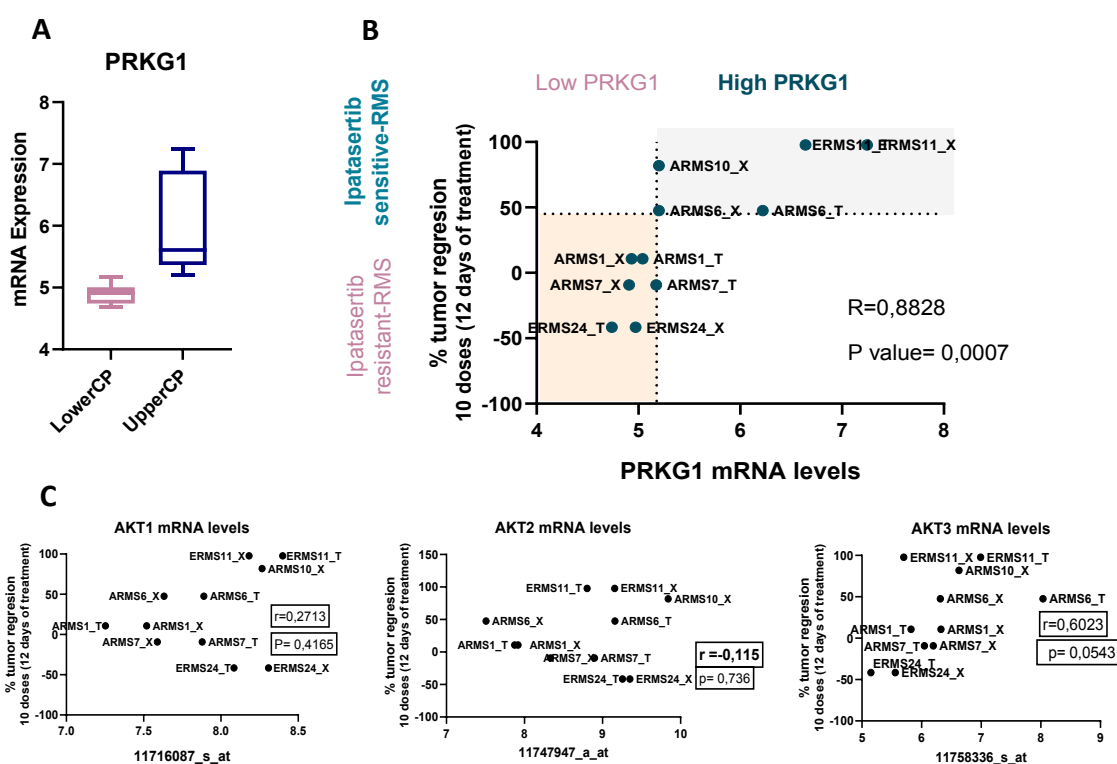 A
PRKG1
mRNA Expression
8
7
6
5
4
LowerCP
UpperCP
B
Ipatasertib
sensitive-RMS
Ipatasertib
resistant-RMS
Low PRKG1
High PRKG1
% tumor regresion
10 doses (12 days of treatment)
100
50
0
-50
-100
ERMS11_T
ERMS11_X
ARMS10_X
ARMS6_X
ARMS6_T
ARMS1_X
ARMS1_T
ARMS7_X
ARMS7_T
ERMS24_T
ERMS24_X
R=0,8828
P value= 0,0007
4 5 6 7 8
PRKG1 mRNA levels
C
AKT1 mRNA levels
% tumor regresion
10 doses (12 days of treatment)
100
50
0
-50
-100
ERMS11_X
ERMS11_T
ARMS10_X
ARMS6_X
ARMS6_T
ARMS1_T
ARMS1_X
ARMS7_X
ARMS7_T
ERMS24_T
ERMS24_X
r=0,2713
P= 0,4165
7.0 7.5 8.0 8.5
11716087_s_at
AKT2 mRNA levels
% tumor regresion
10 doses (12 days of treatment)
150
100
50
0
-50
-100
ERMS11_T
ERMS11_X
ARMS10_X
ARMS6_X
ARMS6_T
ARMS1_T
ARMS1_X
ARMS7_X
ARMS7_T
ERMS24_T
ERMS24_X
r =-0,115
p= 0,736
7 8 9 10
11747947_a_at
AKT3 mRNA levels
% tumor regresion
10 doses (12 days of treatment)
100
50
0
-50
-100
ERMS11_X
ERMS11_T
ARMS10_X
ARMS6_X
ARMS6_T
ARMS1_T
ARMS1_X
ARMS7_T
ARMS7_X
ERMS24_T
ERMS24_X
r=0,6023
p= 0,0543
5 6 7 8 9
11758336_s_at